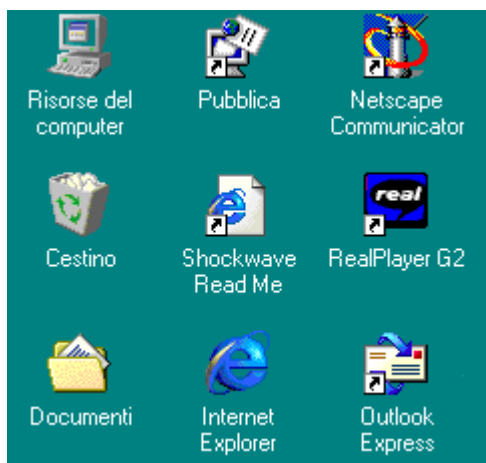 Risorse del
computer
Pubblica
Netscape
Communicator
Cestino
Shockwave
Read Me
real
RealPlayer G2
Documenti
Internet
Explorer
Outlook
Express